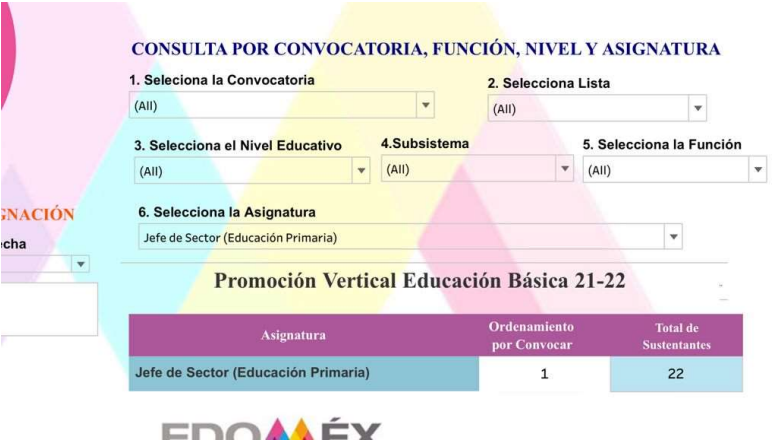 CONSULTA POR CONVOCATORIA, FUNCIÓN, NIVEL Y ASIGNATURA
1. Seleciona la Convocatoria
2. Selecciona Lista
(All)
(All)
3. Selecciona el Nivel Educativo
4.Subsistema
5. Selecciona la Función
(All)
(All)
(All)
GNACIÓN
echa
6. Selecciona la Asignatura
Jefe de Sector (Educación Primaria)
Promoción Vertical Educación Básica 21-22
Asignatura
Ordenamiento
por Convocar
Total de
Sustentantes
Jefe de Sector (Educación Primaria)
1
22
EDOMÉX